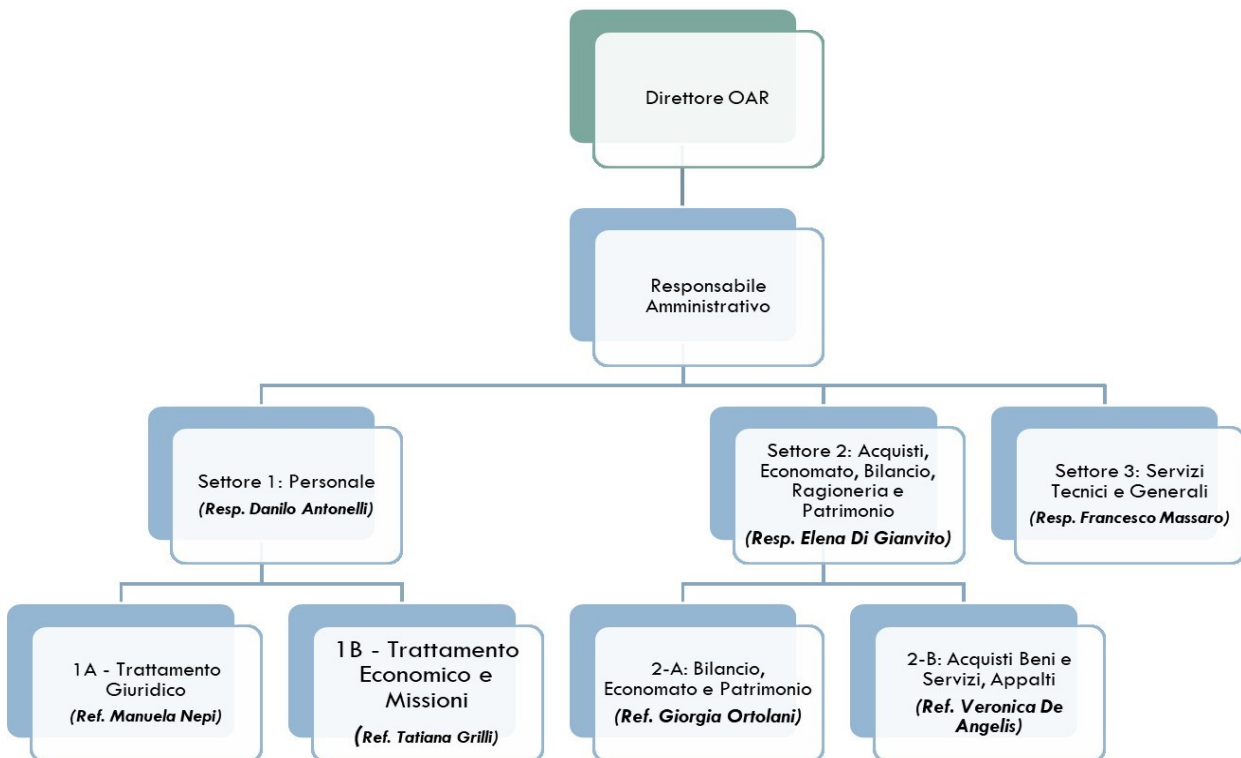 Direttore OAR
Responsabile
Amministrativo
Settore 1: Personale
(Resp. Danilo Antonelli)
Settore 2: Acquisti,
Economato, Bilancio,
Ragioneria e
Patrimonio
(Resp. Elena Di Gianvito)
Settore 3: Servizi
Tecnici e Generali
(Resp. Francesco Massaro)
1A - Trattamento
Giuridico
(Ref. Manuela Nepi)
1B - Trattamento
Economico e
Missioni
(Ref. Tatiana Grilli)
2-A: Bilancio,
Economato e Patrimonio
(Ref. Giorgia Ortolani)
2-B: Acquisti Beni e
Servizi, Appalti
(Ref. Veronica De
Angelis)